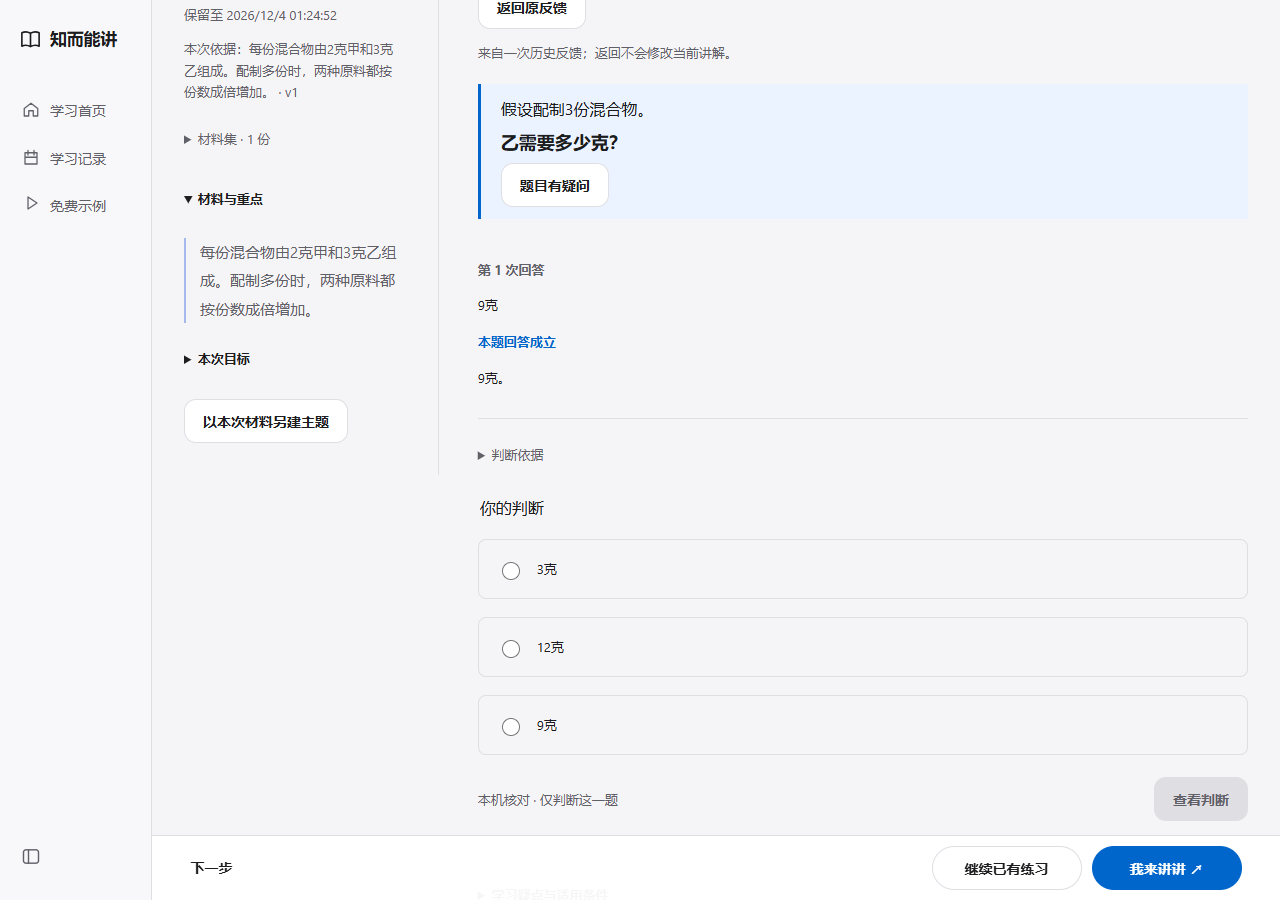 知而能讲
学习首页
学习记录
免费示例
保留至 2026/12/4 01:24:52
本次依据：每份混合物由2克甲和3克
乙组成。配制多份时，两种原料都按
份数成倍增加。 · v1
材料集 · 1 份
材料与重点
每份混合物由2克甲和3克乙组
成。配制多份时，两种原料都
按份数成倍增加。
本次目标
以本次材料另建主题
返回原反馈
来自一次历史反馈；返回不会修改当前讲解。
假设配制3份混合物。
乙需要多少克？
题目有疑问
第 1 次回答
9克
本题回答成立
9克。
判断依据
你的判断
3克
12克
9克
本机核对 · 仅判断这一题
查看判断
下一步
继续已有练习
我来讲讲 ↗
学习疑点与适用条件